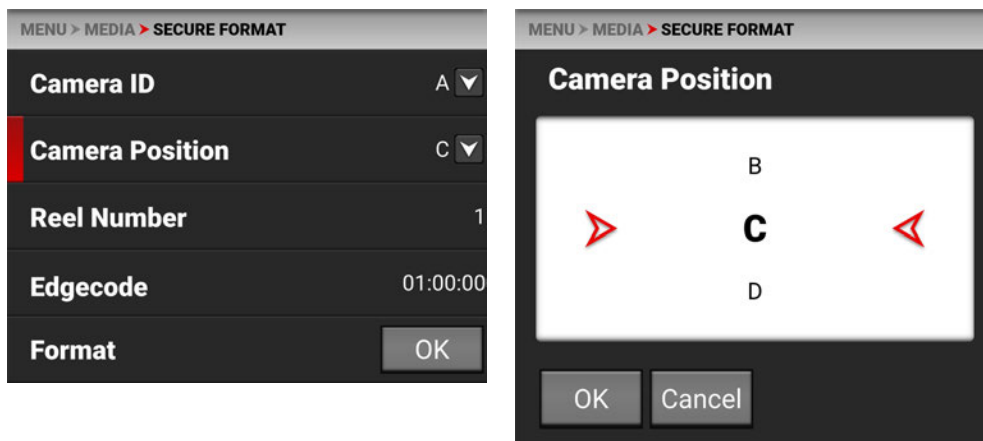 MENU > MEDIA > SECURE FORMAT
Camera ID A
Camera Position C
Reel Number 1
Edgecode 01:00:00
Format OK
MENU > MEDIA > SECURE FORMAT
Camera Position
B
C
D
OK Cancel